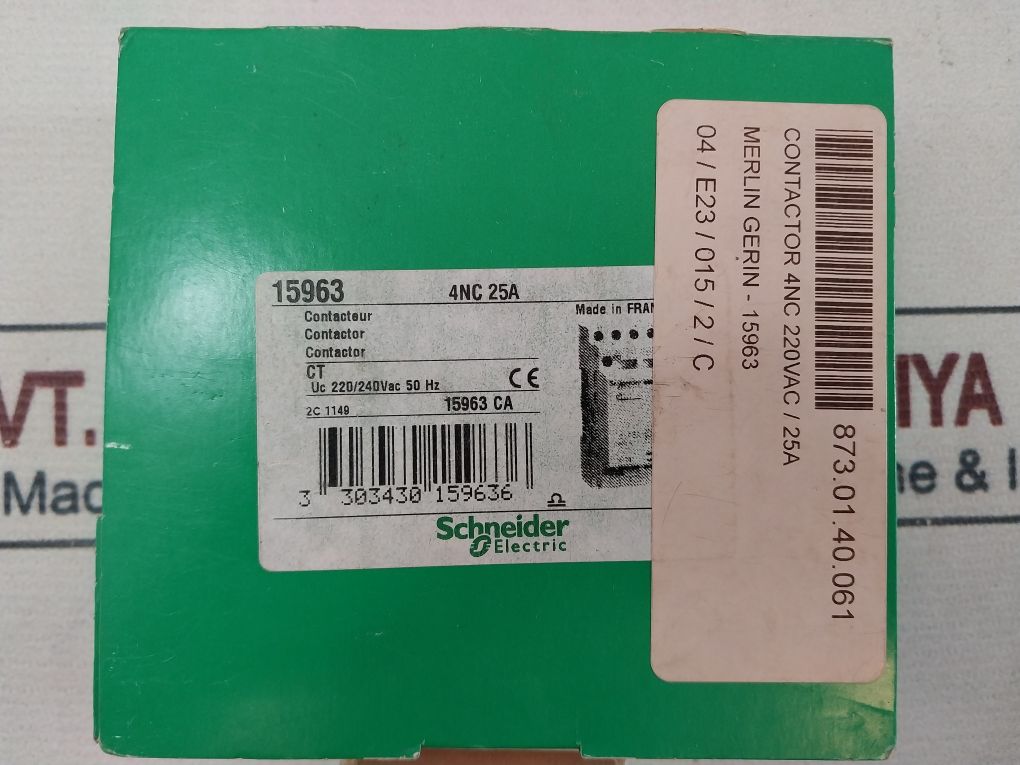 15963 4NC 25A
Contacteur
Contactor
Contactor
Made in FRAN
CT
Uc 220/240Vac 50 Hz CE
2C 1149 15963 CA
3 303430 159636
Schneider
Electric
873.01.40.061
CONTACTOR 4NC 220VAC / 25A
MERLIN GERIN - 15963
04 / E23 / 015 / 2 / C
VT.
Mac
IYA
ne & I